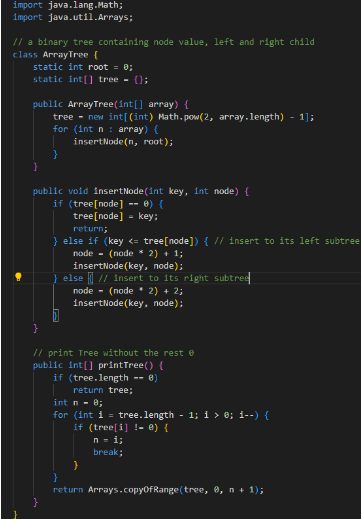 import java.lang.Math;
import java.util.Arrays;

// a binary tree containing node value, left and right child
class ArrayTree {
    static int root = 0;
    static int[] tree = {};

    public ArrayTree(int[] array) {
        tree = new int[(int) Math.pow(2, array.length) - 1];
        for (int n : array) {
            insertNode(n, root);
        }
    }

    public void insertNode(int key, int node) {
        if (tree[node] == 0) {
            tree[node] = key;
            return;
        } else if (key <= tree[node]) { // insert to its left subtree
            node = (node * 2) + 1;
            insertNode(key, node);
        } else { // insert to its right subtree
            node = (node * 2) + 2;
            insertNode(key, node);
        }
    }

    // print Tree without the rest 0
    public int[] printTree() {
        if (tree.length == 0)
            return tree;
        int n = 0;
        for (int i = tree.length - 1; i > 0; i--) {
            if (tree[i] != 0) {
                n = i;
                break;
            }
        }
        return Arrays.copyOfRange(tree, 0, n + 1);
    }
}